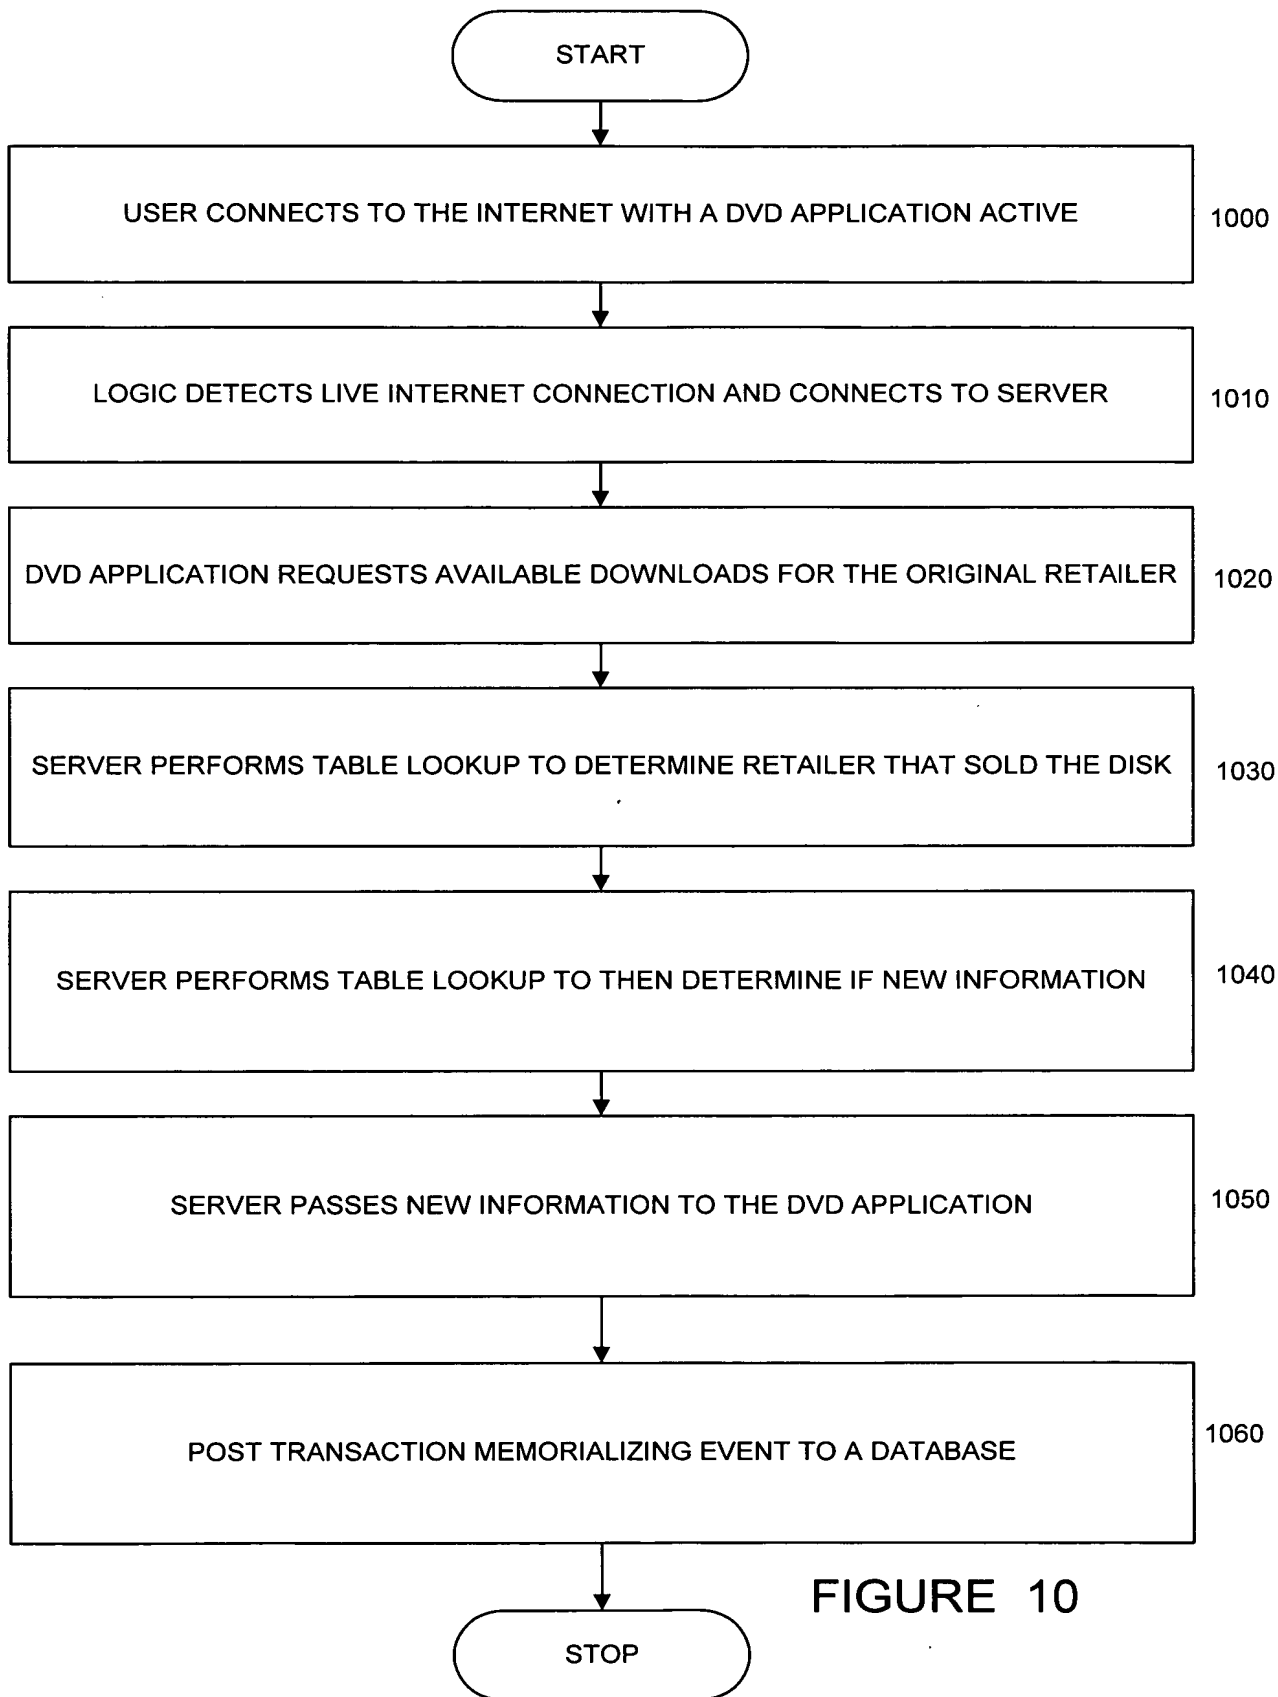 START
USER CONNECTS TO THE INTERNET WITH A DVD APPLICATION ACTIVE
1000
LOGIC DETECTS LIVE INTERNET CONNECTION AND CONNECTS TO SERVER
1010
DVD APPLICATION REQUESTS AVAILABLE DOWNLOADS FOR THE ORIGINAL RETAILER
1020
SERVER PERFORMS TABLE LOOKUP TO DETERMINE RETAILER THAT SOLD THE DISK
1030
SERVER PERFORMS TABLE LOOKUP TO THEN DETERMINE IF NEW INFORMATION
1040
SERVER PASSES NEW INFORMATION TO THE DVD APPLICATION
1050
POST TRANSACTION MEMORIALIZING EVENT TO A DATABASE
1060
FIGURE 10
STOP